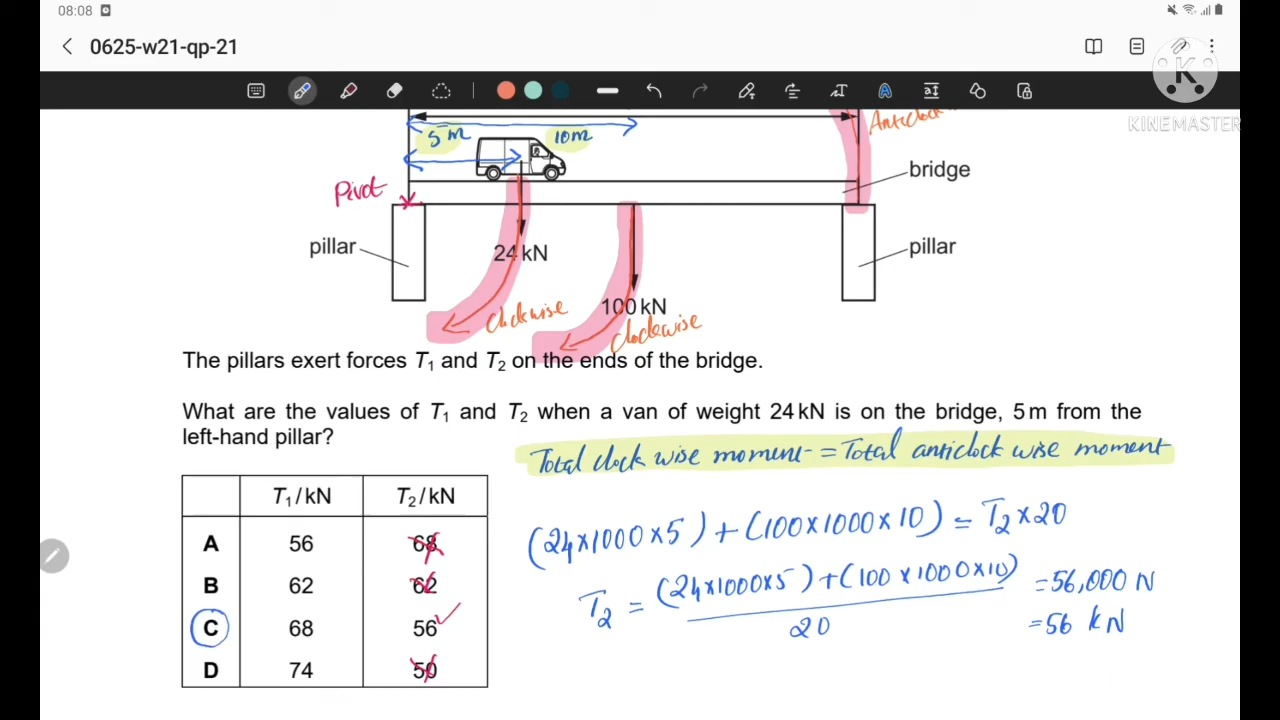 08:08
0625-w21-qp-21
K
KINEMASTER
5 m
10m
Anticlock
bridge
Pivot
pillar
24 kN
pillar
100 kN
clockwise
clockwise
The pillars exert forces T₁ and T₂ on the ends of the bridge.
What are the values of T₁ and T₂ when a van of weight 24 kN is on the bridge, 5 m from the
left-hand pillar?
Total clock wise moment = Total anticlock wise moment
T₁/kN T₂/kN
A 56 68
B 62 62
C 68 56
D 74 50
(24×1000×5) + (100×1000×10) = T₂×20
T₂ = (24×1000×5) + (100×1000×10) = 56,000 N
20
= 56 kN